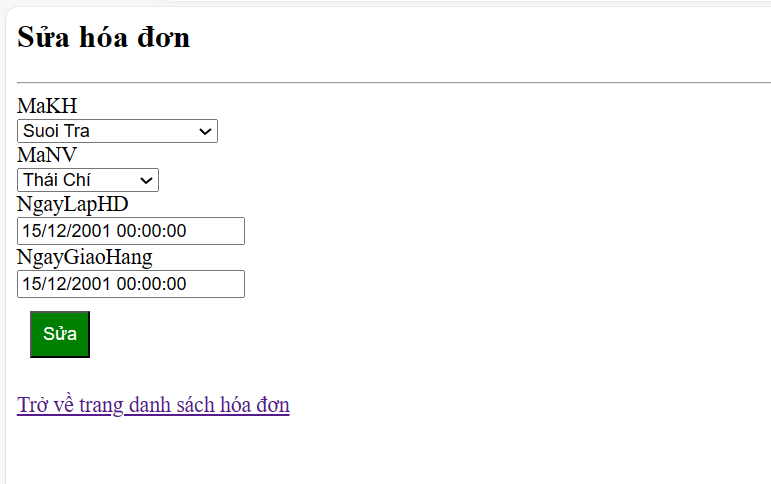 Sửa hóa đơn
MaKH
Suoi Tra
MaNV
Thái Chí
NgayLapHD
15/12/2001 00:00:00
NgayGiaoHang
15/12/2001 00:00:00
Sửa
Trở về trang danh sách hóa đơn